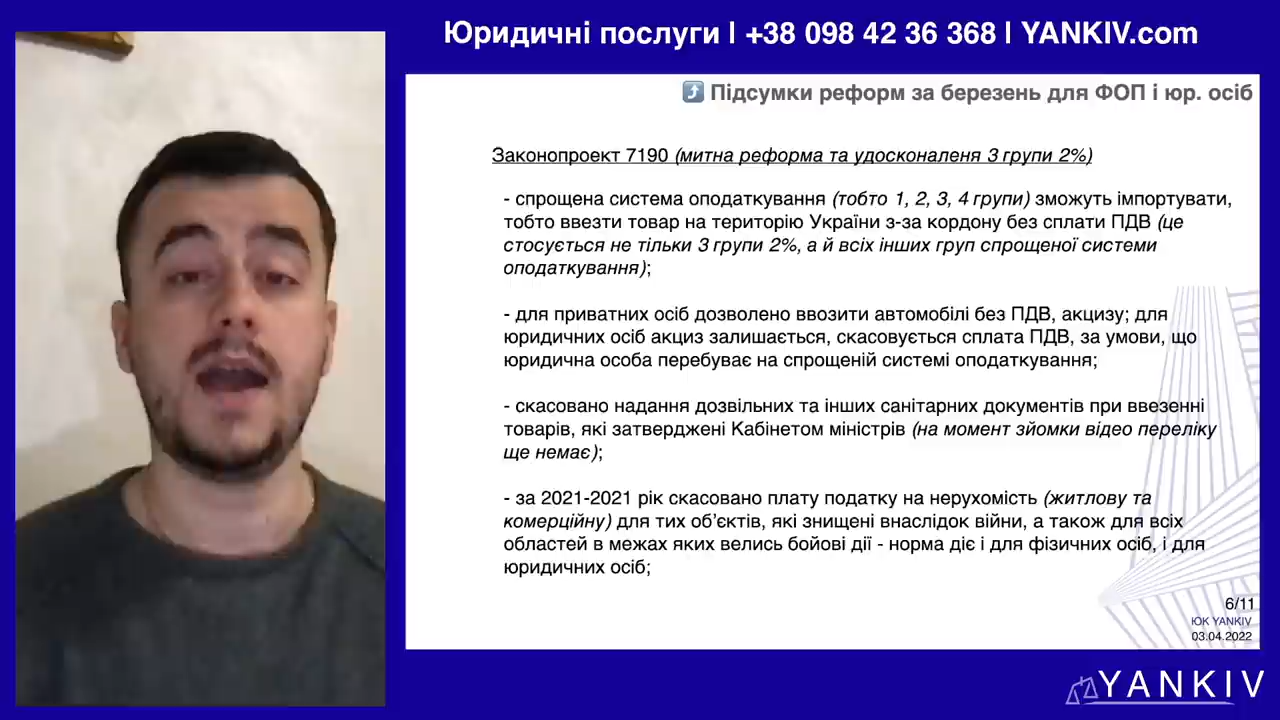 Юридичні послуги | +38 098 42 36 368 | YANKIV.com
Підсумки реформ за березень для ФОП і юр. осіб
Законопроект 7190 (митна реформа та удосконаленя 3 групи 2%)
- спрощена система оподаткування (тобто 1, 2, 3, 4 групи) зможуть імпортувати,
тобто ввезти товар на територію України з-за кордону без сплати ПДВ (це
стосується не тільки 3 групи 2%, а й всіх інших груп спрощеної системи
оподаткування);
- для приватних осіб дозволено ввозити автомобілі без ПДВ, акцизу; для
юридичних осіб акциз залишається, скасовується сплата ПДВ, за умови, що
юридична особа перебуває на спрощеній системі оподаткування;
- скасовано надання дозвільних та інших санітарних документів при ввезенні
товарів, які затверджені Кабінетом міністрів (на момент зйомки відео переліку
ще немає);
- за 2021-2021 рік скасовано плату податку на нерухомість (житлову та
комерційну) для тих об’єктів, які знищені внаслідок війни, а також для всіх
областей в межах яких велись бойові дії - норма діє і для фізичних осіб, і для
юридичних осіб;
6/11
ЮК YANKIV
03.04.2022
YANKIV